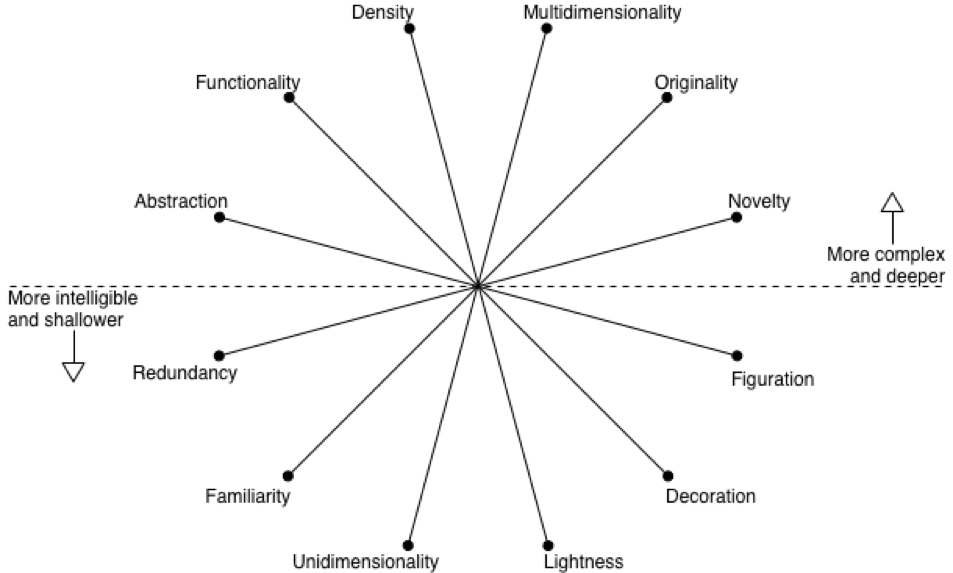 Density
Multidimensionality
Functionality
Originality
Abstraction
Novelty
More complex
and deeper
More intelligible
and shallower
Redundancy
Figuration
Familiarity
Decoration
Unidimensionality
Lightness